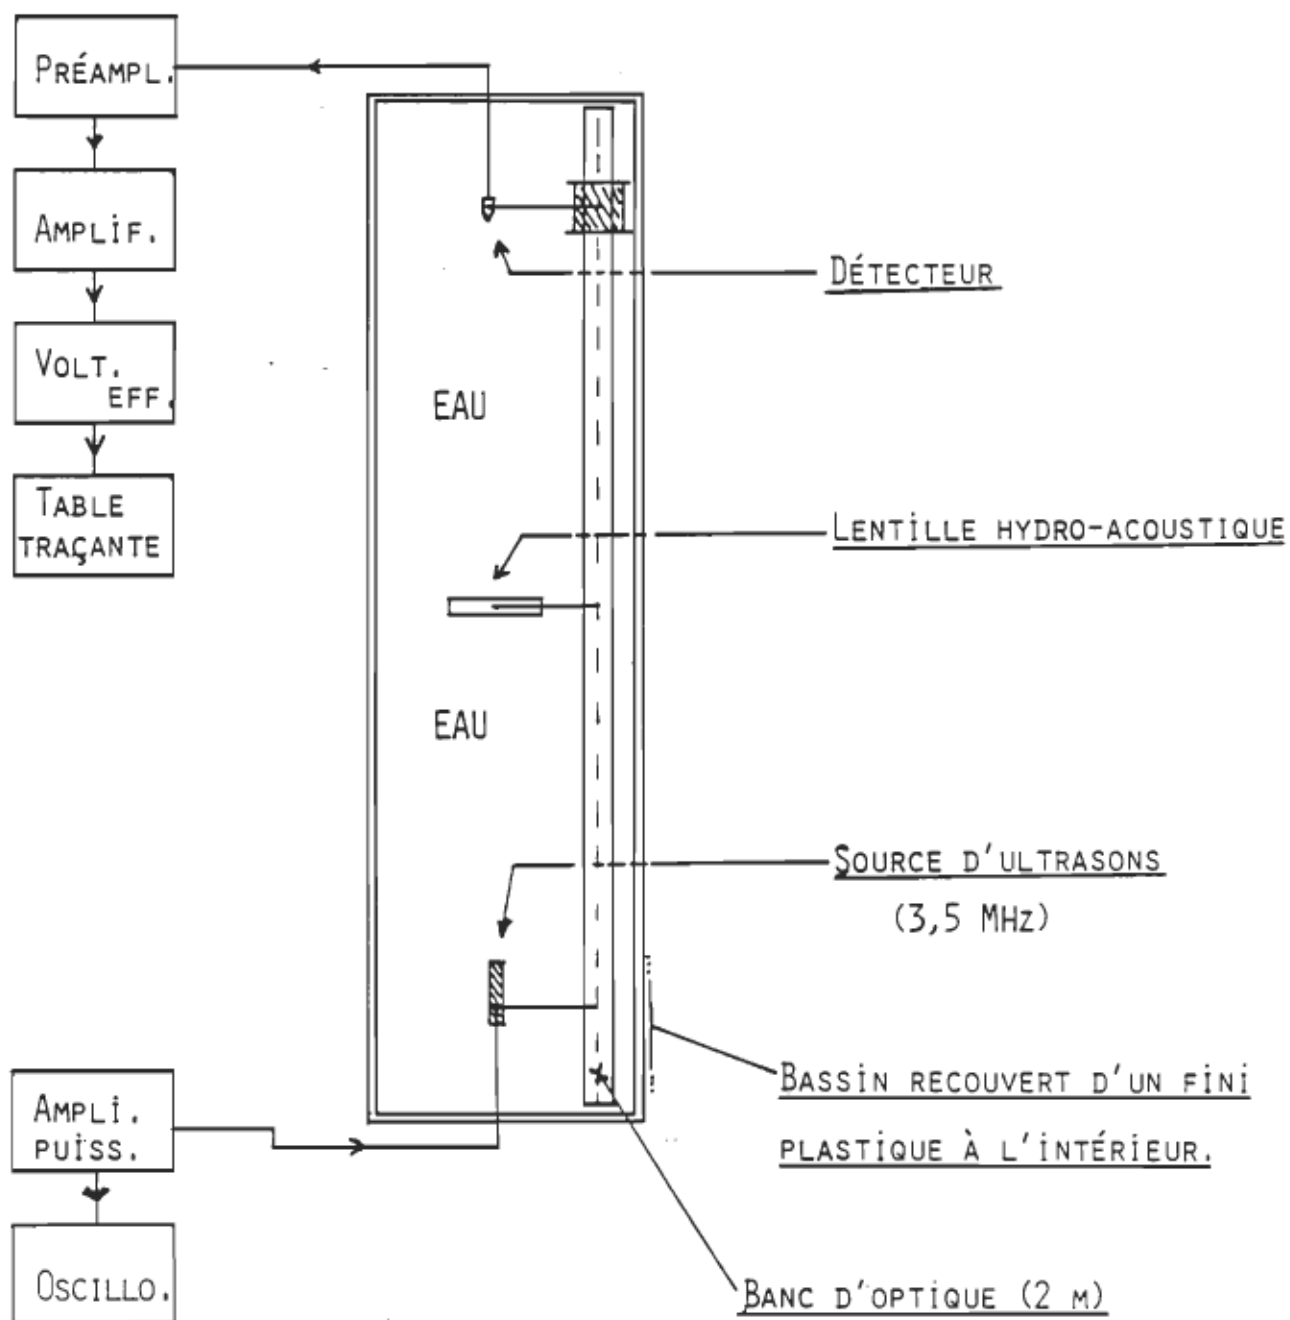 PRÉAMPL.
AMPLIF.
VOLT.
EFF.
TABLE
TRAÇANTE
EAU
EAU
DÉTECTEUR
LENTILLE HYDRO-ACOUSTIQUE
SOURCE D'ULTRASONS
(3,5 MHz)
BASSIN RECOUVERT D'UN FINI
PLASTIQUE À L'INTÉRIEUR.
BANC D'OPTIQUE (2 M)
AMPLI.
PUISS.
OSCILLO.